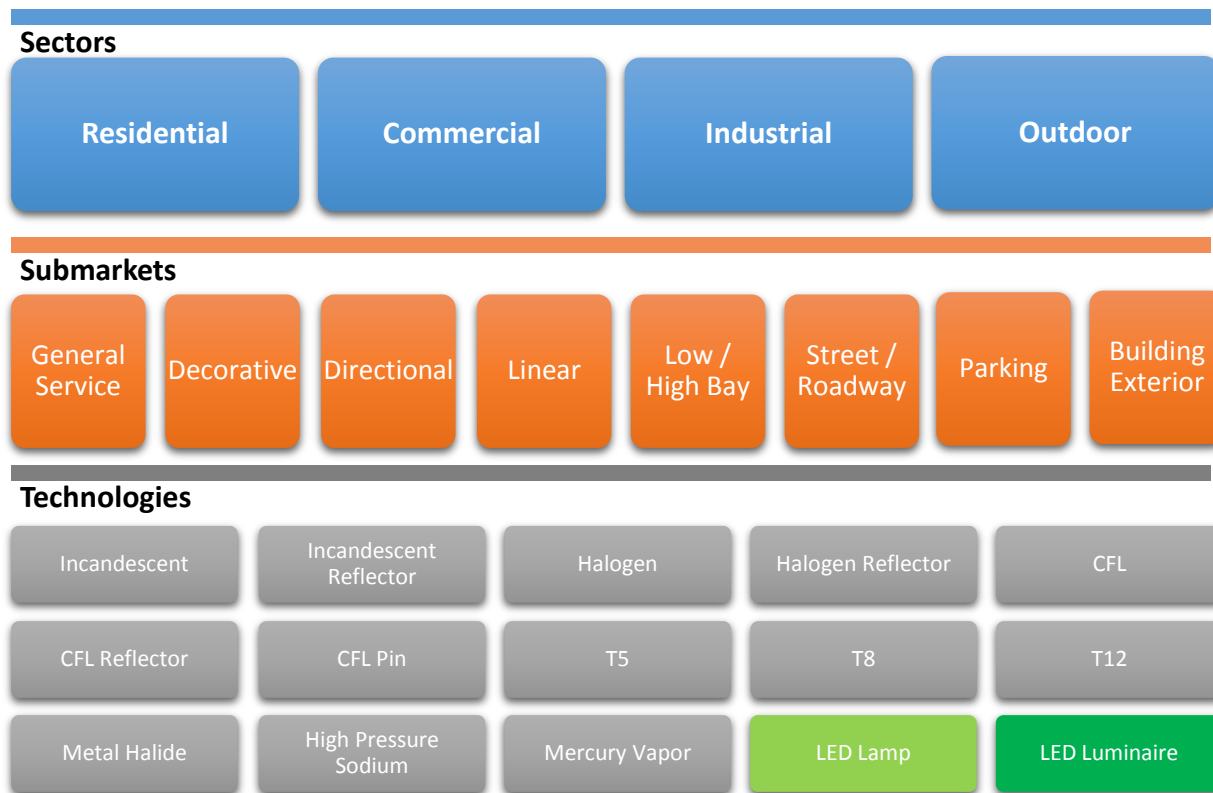 Sectors
Residential
Commercial
Industrial
Outdoor
Submarkets
General
Service
Decorative
Directional
Linear
Low /
High Bay
Street /
Roadway
Parking
Building
Exterior
Technologies
Incandescent
Incandescent
Reflector
Halogen
Halogen Reflector
CFL
CFL Reflector
CFL Pin
T5
T8
T12
Metal Halide
High Pressure
Sodium
Mercury Vapor
LED Lamp
LED Luminaire